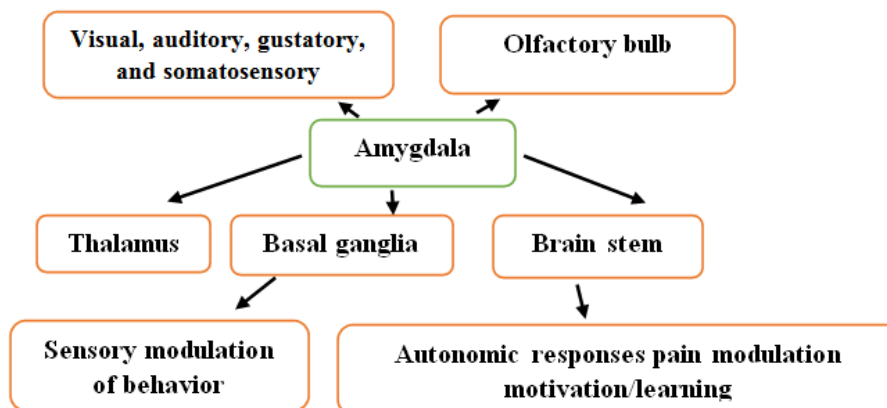 Visual, auditory, gustatory,
and somatosensory
Olfactory bulb
Amygdala
Thalamus
Basal ganglia
Brain stem
Sensory modulation
of behavior
Autonomic responses pain modulation
motivation/learning